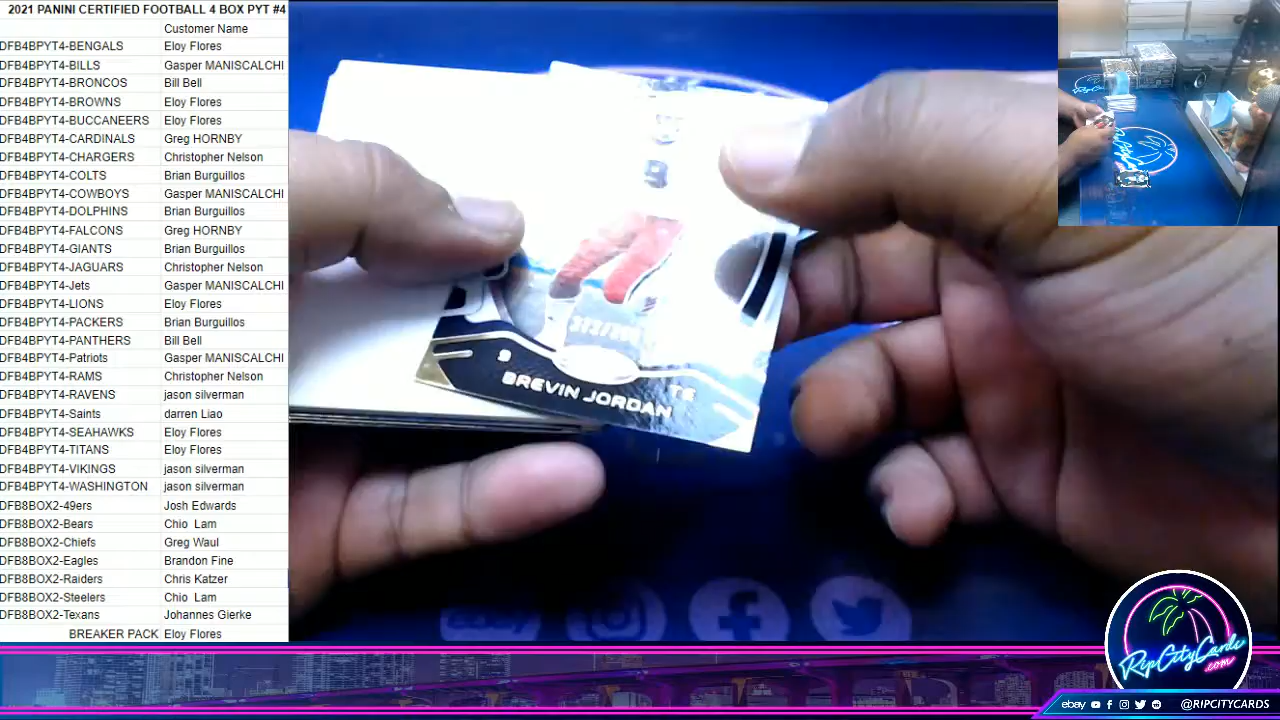 2021 PANINI CERTIFIED FOOTBALL 4 BOX PYT #4
Customer Name
DFB4BPYT4-BENGALS Eloy Flores
DFB4BPYT4-BILLS Gasper MANISCALCHI
DFB4BPYT4-BRONCOS Bill Bell
DFB4BPYT4-BROWNS Eloy Flores
DFB4BPYT4-BUCCANEERS Eloy Flores
DFB4BPYT4-CARDINALS Greg HORNBY
DFB4BPYT4-CHARGERS Christopher Nelson
DFB4BPYT4-COLTS Brian Burguillos
DFB4BPYT4-COWBOYS Gasper MANISCALCHI
DFB4BPYT4-DOLPHINS Brian Burguillos
DFB4BPYT4-FALCONS Greg HORNBY
DFB4BPYT4-GIANTS Brian Burguillos
DFB4BPYT4-JAGUARS Christopher Nelson
DFB4BPYT4-Jets Gasper MANISCALCHI
DFB4BPYT4-LIONS Eloy Flores
DFB4BPYT4-PACKERS Brian Burguillos
DFB4BPYT4-PANTHERS Bill Bell
DFB4BPYT4-Patriots Gasper MANISCALCHI
DFB4BPYT4-RAMS Christopher Nelson
DFB4BPYT4-RAVENS jason silverman
DFB4BPYT4-Saints darren Liao
DFB4BPYT4-SEAHAWKS Eloy Flores
DFB4BPYT4-TITANS Eloy Flores
DFB4BPYT4-VIKINGS jason silverman
DFB4BPYT4-WASHINGTON jason silverman
DFB8BOX2-49ers Josh Edwards
DFB8BOX2-Bears Chio Lam
DFB8BOX2-Chiefs Greg Waul
DFB8BOX2-Eagles Brandon Fine
DFB8BOX2-Raiders Chris Katzer
DFB8BOX2-Steelers Chio Lam
DFB8BOX2-Texans Johannes Gierke
BREAKER PACK Eloy Flores
9 BREVIN JORDAN TE
ebay
RipCityCards
.com
ebay @RIPCITYCARDS